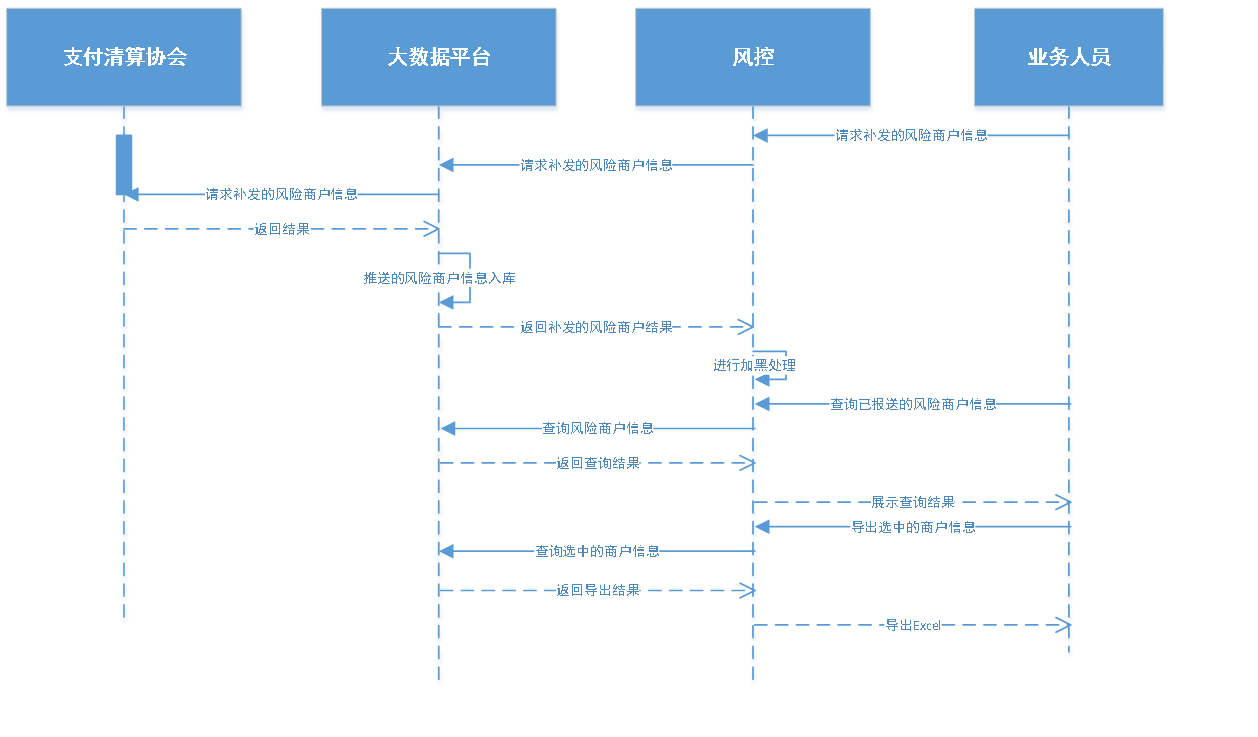 支付清算协会
大数据平台
风控
业务人员
请求补发的风险商户信息
请求补发的风险商户信息
请求补发的风险商户信息
返回结果
推送的风险商户信息入库
返回补发的风险商户结果
进行加黑处理
查询已报送的风险商户信息
查询风险商户信息
返回查询结果
展示查询结果
导出选中的商户信息
查询选中的商户信息
返回导出结果
导出Excel